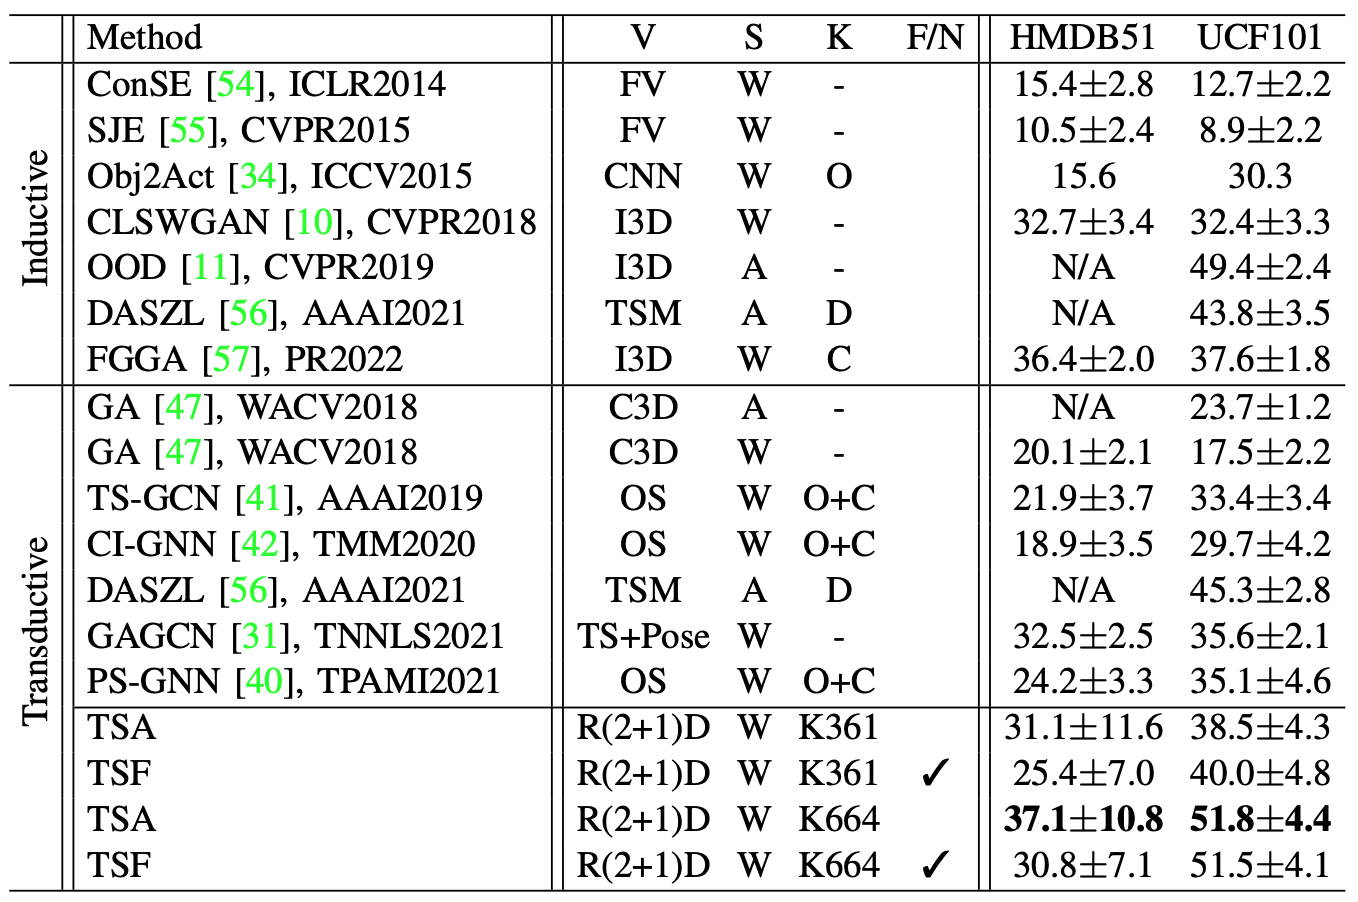 Method V S K F/N HMDB51 UCF101
Inductive
ConSE [54], ICLR2014 FV W - 15.4±2.8 12.7±2.2
SJE [55], CVPR2015 FV W - 10.5±2.4 8.9±2.2
Obj2Act [34], ICCV2015 CNN W O 15.6 30.3
CLSWGAN [10], CVPR2018 I3D W - 32.7±3.4 32.4±3.3
OOD [11], CVPR2019 I3D A - N/A 49.4±2.4
DASZL [56], AAAI2021 TSM A D N/A 43.8±3.5
FGGA [57], PR2022 I3D W C 36.4±2.0 37.6±1.8
Transductive
GA [47], WACV2018 C3D A - N/A 23.7±1.2
GA [47], WACV2018 C3D W - 20.1±2.1 17.5±2.2
TS-GCN [41], AAAI2019 OS W O+C 21.9±3.7 33.4±3.4
CI-GNN [42], TMM2020 OS W O+C 18.9±3.5 29.7±4.2
DASZL [56], AAAI2021 TSM A D N/A 45.3±2.8
GAGCN [31], TNNLS2021 TS+Pose W - 32.5±2.5 35.6±2.1
PS-GNN [40], TPAMI2021 OS W O+C 24.2±3.3 35.1±4.6
TSA R(2+1)D W K361 31.1±11.6 38.5±4.3
TSF R(2+1)D W K361 ✓ 25.4±7.0 40.0±4.8
TSA R(2+1)D W K664 37.1±10.8 51.8±4.4
TSF R(2+1)D W K664 ✓ 30.8±7.1 51.5±4.1